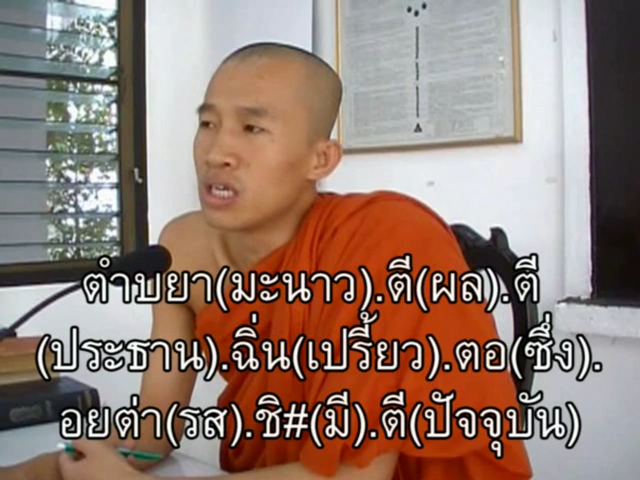 ตำบยา(มะนาว).ตี(ผล).ตี
(ประธาน).ฉิ่น(เปรี้ยว).ตอ(ซึ่ง).
อยต่า(รส).ชิ#(มี).ตี(ปัจจุบัน)